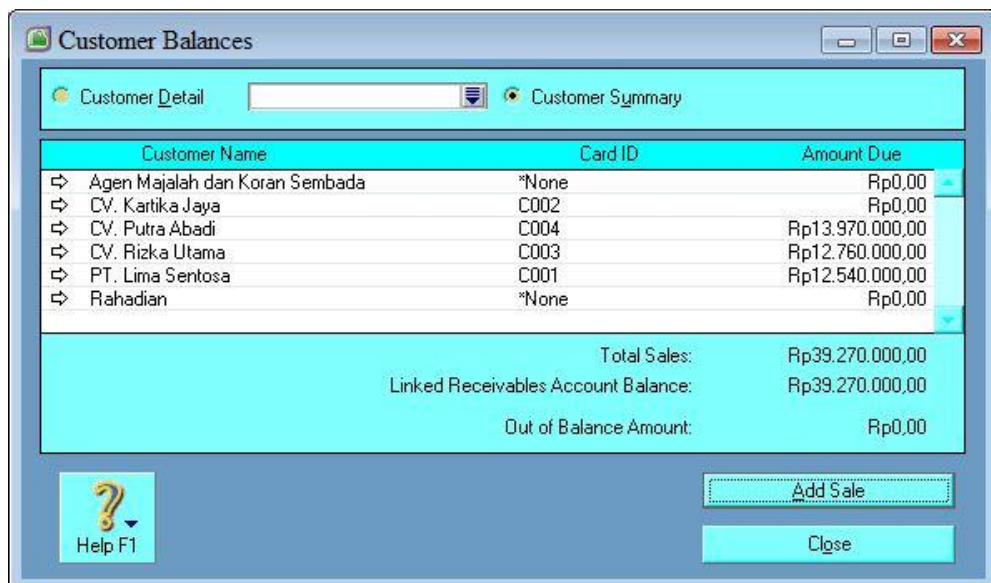 Customer Balances
Customer Detail Customer Summary
Customer Name Card ID Amount Due
Agen Majalah dan Koran Sembada *None Rp0,00
CV. Kartika Jaya C002 Rp0,00
CV. Putra Abadi C004 Rp13.970.000,00
CV. Rizka Utama C003 Rp12.760.000,00
PT. Lima Sentosa C001 Rp12.540.000,00
Rahadian *None Rp0,00
Total Sales: Rp39.270.000,00
Linked Receivables Account Balance: Rp39.270.000,00
Out of Balance Amount: Rp0,00
Add Sale
Help F1
Close